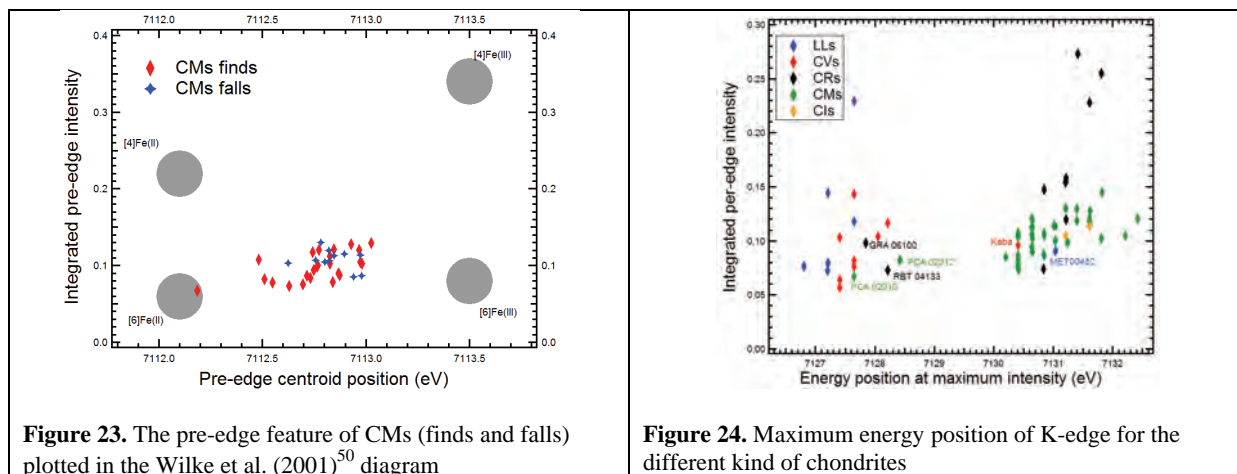 7112.0 7112.5 7113.0 7113.5
0.4 0.4
CMs finds
CMs falls
[4]Fe(III)
0.3 0.3
[4]Fe(II)
0.2 0.2
0.1 0.1
[6]Fe(II)
[6]Fe(III)
0.0 0.0
7112.0 7112.5 7113.0 7113.5
Integrated pre-edge intensity
Pre-edge centroid position (eV)
Figure 23. The pre-edge feature of CMs (finds and falls)
plotted in the Wilke et al. (2001)50 diagram
0.30
LLs
CVs
CRs
CMs
CIs
0.25
0.20
0.15
0.10
0.05
0.00
Kaba
GRA 06100
RBT 04133
7127 7128 7129 7130 7131 7132
Integrated per-edge intensity
Energy position at maximum intensity (eV)
Figure 24. Maximum energy position of K-edge for the
different kind of chondrites